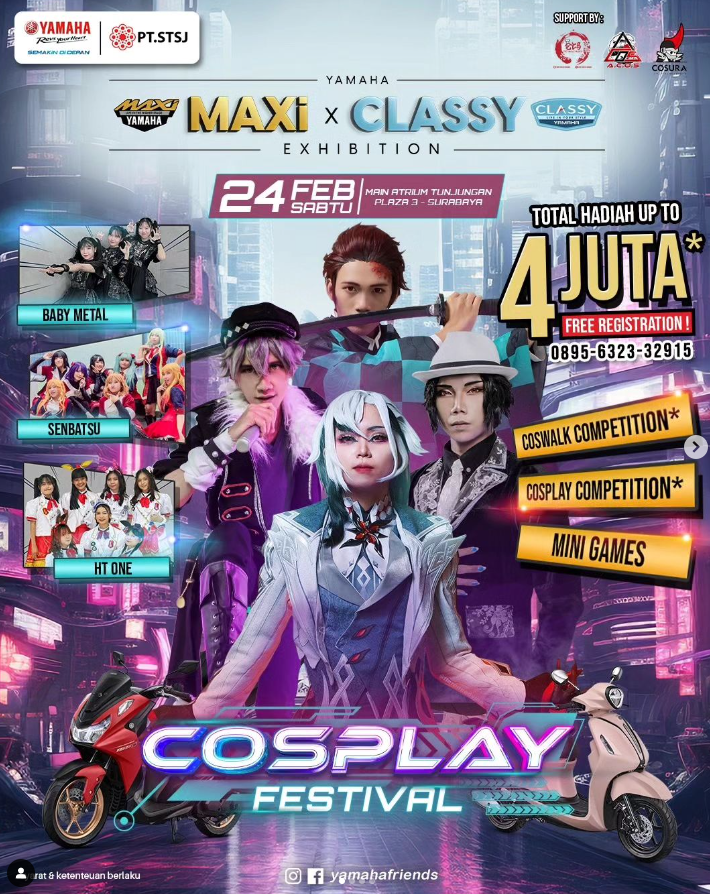 YAMAHA
Revs Your Heart
SEMAKIN DI DEPAN
PT.STSJ
SUPPORT BY :
A.C.U.S
COSURA
YAMAHA
MAXi
YAMAHA
MAXi X CLASSY
CLASSY
YAMAHA
EXHIBITION
24 FEB
SABTU
MAIN ATRIUM TUNJUNGAN
PLAZA 3 - SURABAYA
TOTAL HADIAH UP TO
4 JUTA*
FREE REGISTRATION !
0895-6323-32915
BABY METAL
SENBATSU
HT ONE
COSWALK COMPETITION*
COSPLAY COMPETITION*
MINI GAMES
COSPLAY
FESTIVAL
arat & ketenteuan berlaku
yamahafriends